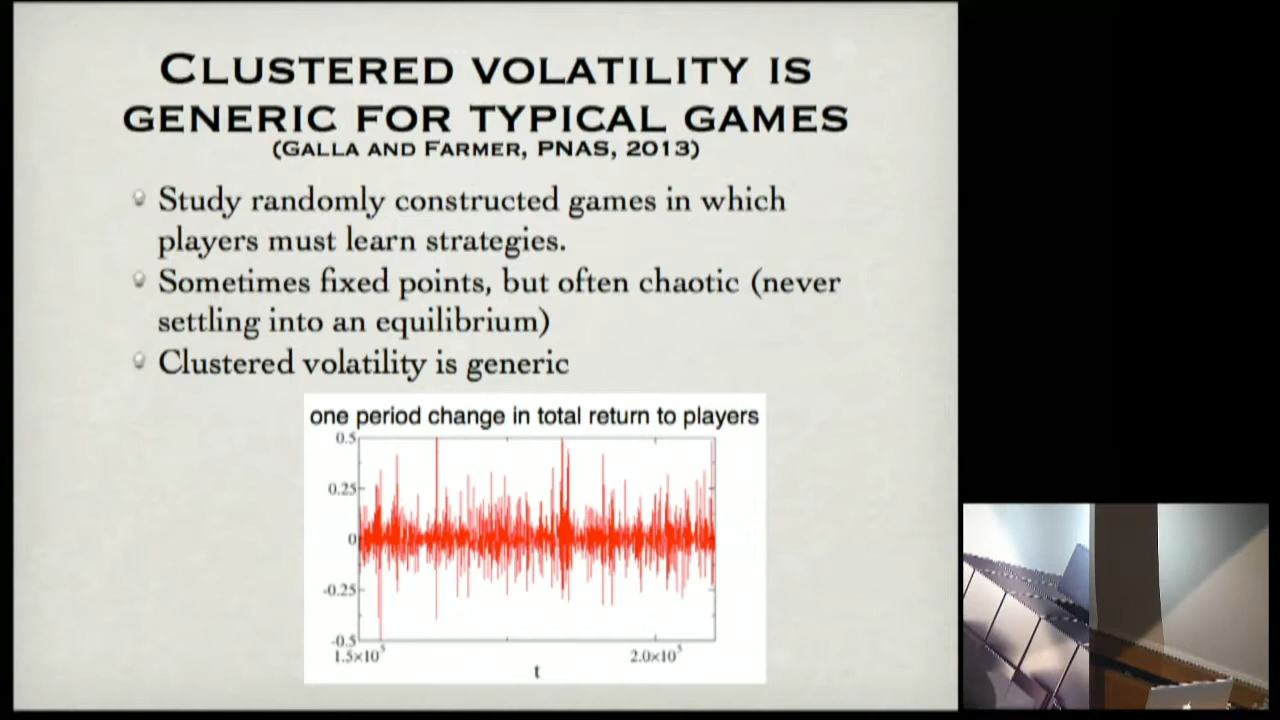 CLUSTERED VOLATILITY IS
GENERIC FOR TYPICAL GAMES
(GALLA AND FARMER, PNAS, 2013)
Study randomly constructed games in which
players must learn strategies.
Sometimes fixed points, but often chaotic (never
settling into an equilibrium)
Clustered volatility is generic
one period change in total return to players
0.5
0.25
0
-0.25
-0.5
1.5×10⁵ 2.0×10⁵
t